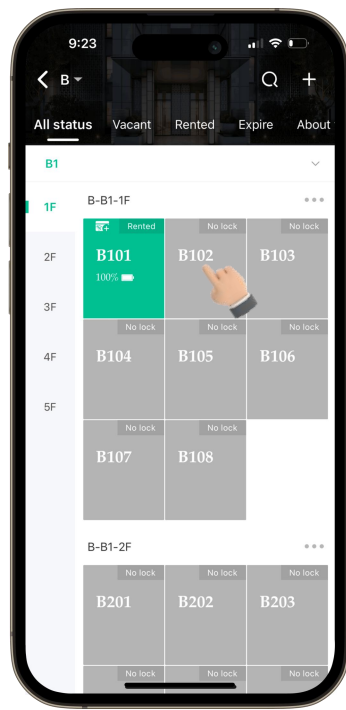 9:23
B
All status Vacant Rented Expire About
B1
1F
2F
3F
4F
5F
B-B1-1F
Rented No lock No lock
B101 B102 B103
100%
No lock No lock No lock
B104 B105 B106
No lock No lock
B107 B108
B-B1-2F
No lock No lock No lock
B201 B202 B203
No lock No lock No lock